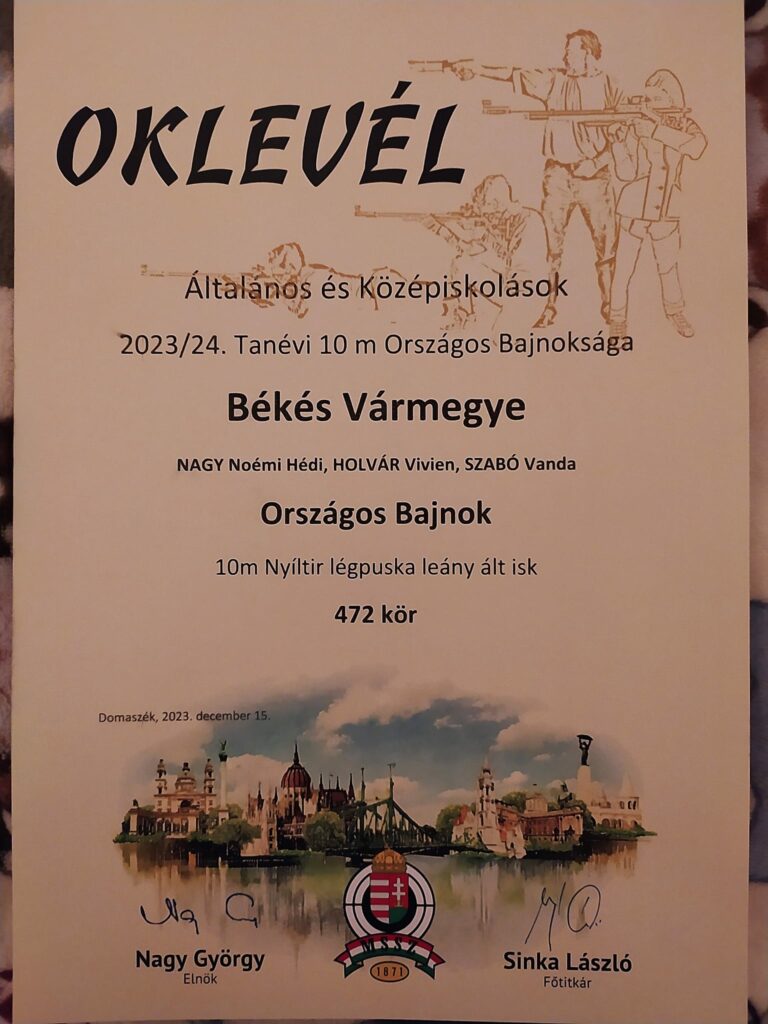 OKLEVÉL
Általános és Középiskolások
2023/24. Tanévi 10 m Országos Bajnoksága
Békés Vármegye
NAGY Noémi Hédi, HOLVÁR Vivien, SZABÓ Vanda
Országos Bajnok
10m Nyíltir légpuska leány ált isk
472 kör
Domaszék, 2023. december 15.
Nagy György
Elnök
MSSZ
1871
Sinka László
Főtitkár